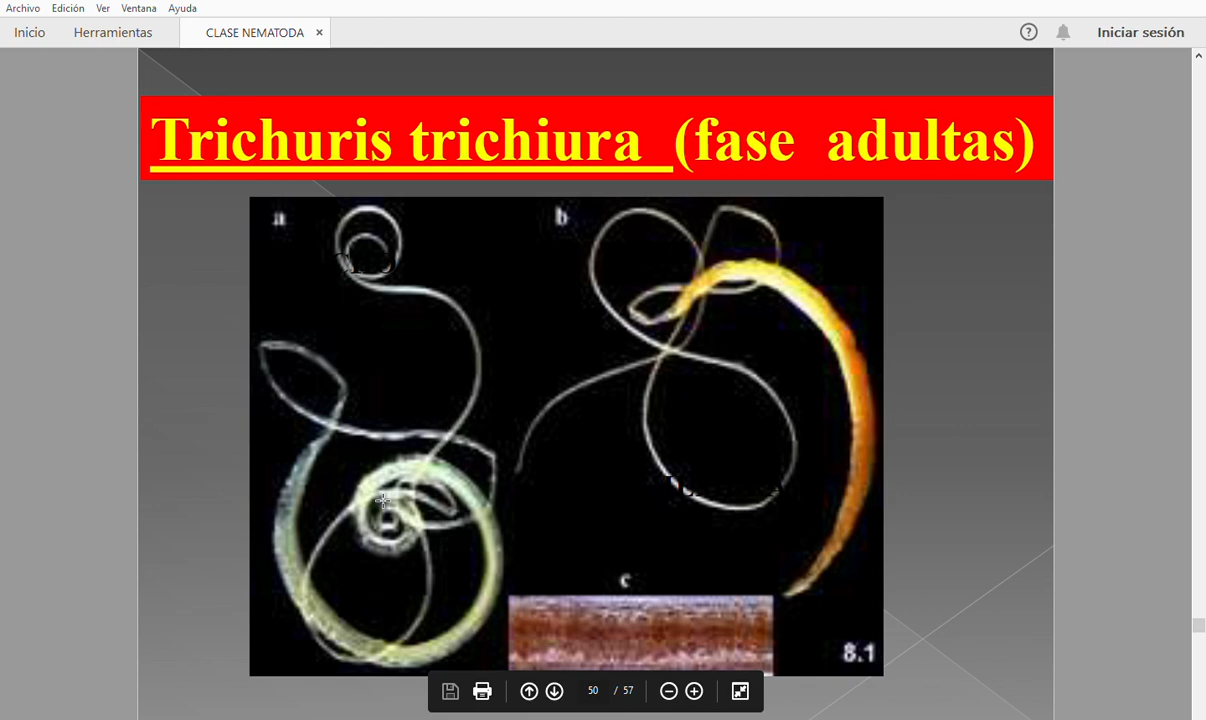 Archivo Edición Ver Ventana Ayuda
Inicio Herramientas CLASE NEMATODA × ? Iniciar sesión
Trichuris trichiura (fase adultas)
a b
c
8.1
50 / 57